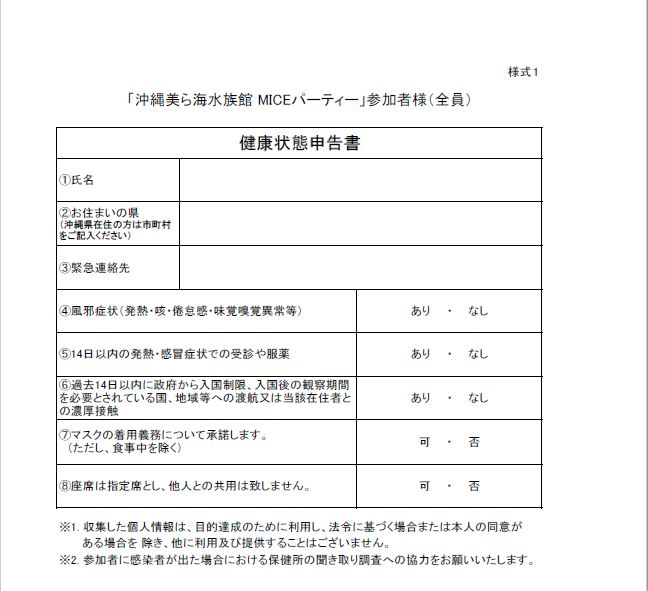 様式１
「沖縄美ら海水族館 MICEパーティー」参加者様（全員）
健康状態申告書
①氏名
②お住まいの県
（沖縄県在住の方は市町村
をご記入ください）
③緊急連絡先
④風邪症状（発熱・咳・倦怠感・味覚嗅覚異常等）
あり ・ なし
⑤14日以内の発熱・感冒症状での受診や服薬
あり ・ なし
⑥過去14日以内に政府から入国制限、入国後の観察期間
を必要とされている国、地域等への渡航又は当該在住者と
の濃厚接触
あり ・ なし
⑦マスクの着用義務について承諾します。
（ただし、食事中を除く）
可 ・否
⑧座席は指定席とし、他人との共用は致しません。
可 ・ 否
※1. 収集した個人情報は、目的達成のために利用し、法令に基づく場合または本人の同意が
ある場合を 除き、他に利用及び提供することはございません。
※2. 参加者に感染者が出た場合における保健所の聞き取り調査への協力をお願いいたします。